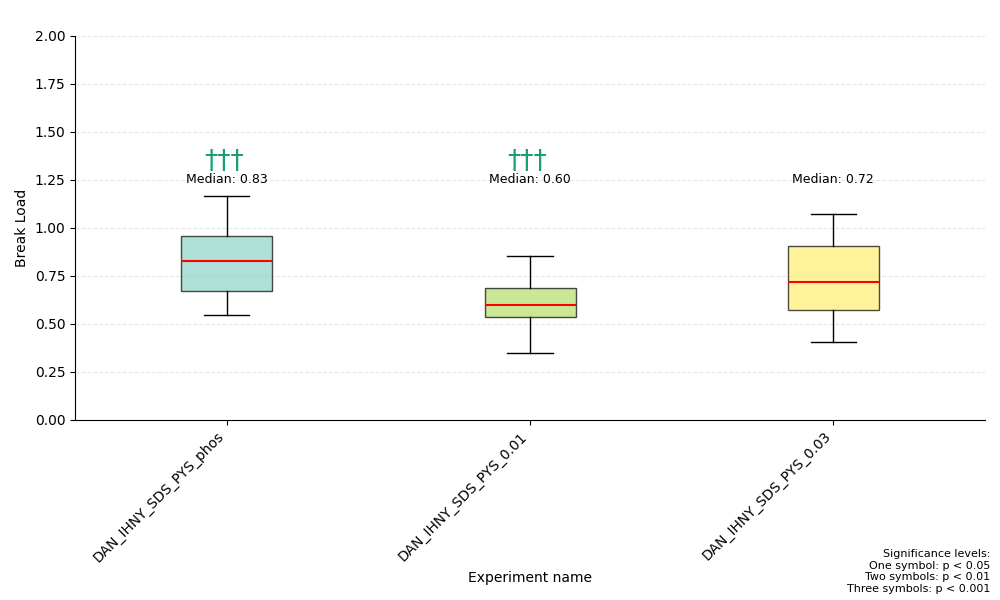 2.00
1.75
1.50
1.25
1.00
0.75
0.50
0.25
0.00
Break Load
†††
†††
Median: 0.83
Median: 0.60
Median: 0.72
DAN_IHNY_SDS_PYS_phos
DAN_IHNY_SDS_PYS_0.01
DAN_IHNY_SDS_PYS_0.03
Experiment name
Significance levels:
One symbol: p < 0.05
Two symbols: p < 0.01
Three symbols: p < 0.001